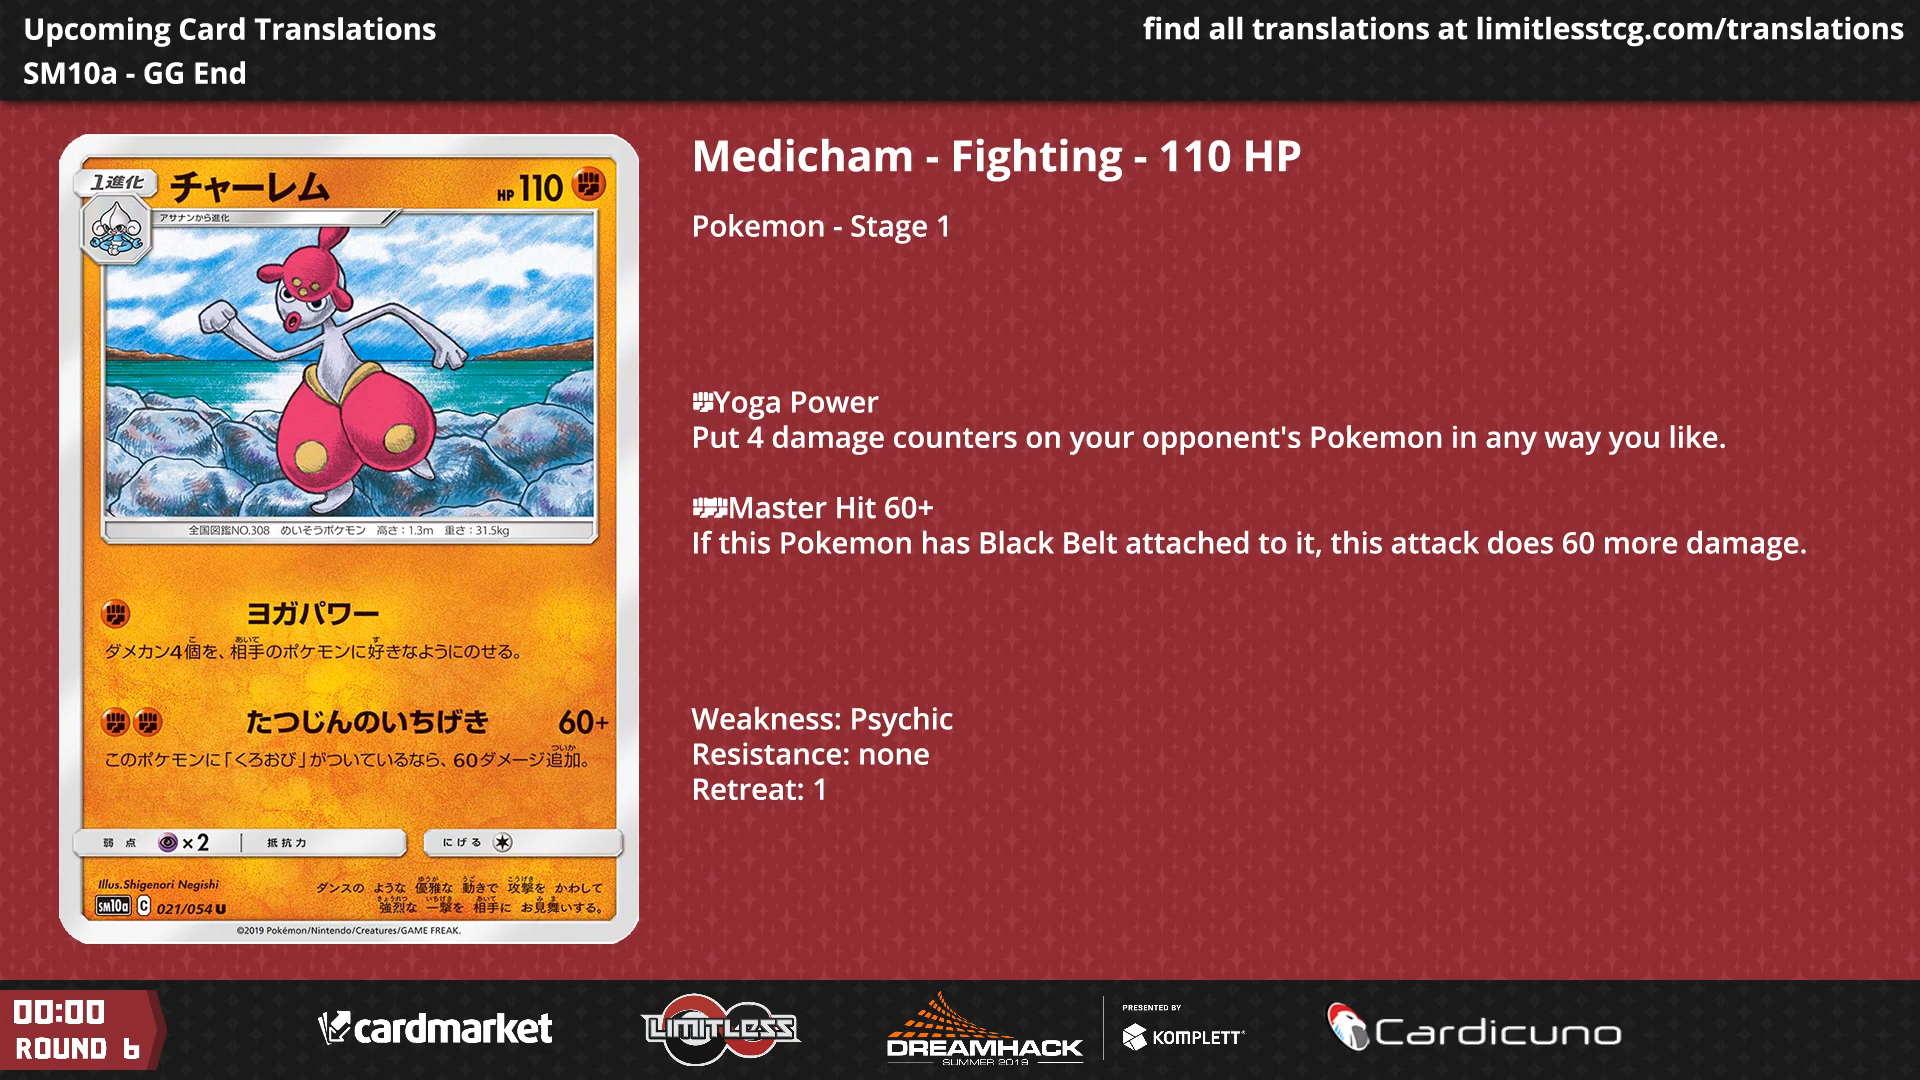 Upcoming Card Translations
SM10a - GG End
find all translations at limitlesstcg.com/translations
1進化
チャーレム
HP 110
アサナンから進化
全国図鑑NO.308 めいそうポケモン 高さ：1.3m 重さ：31.5kg
ヨガパワー
ダメカン4個を、相手のポケモンに好きなようにのせる。
たつじんのいちげき 60+
このポケモンに「くろおび」がついているなら、60ダメージ追加。
弱点 ×2 抵抗力 にげる
Illus.Shigenori Negishi
sm10a C 021/054 U
ダンスの ような 優雅な 動きで 攻撃を かわして
強烈な 一撃を 相手に お見舞いする。
©2019 Pokémon/Nintendo/Creatures/GAME FREAK.
Medicham - Fighting - 110 HP
Pokemon - Stage 1
Yoga Power
Put 4 damage counters on your opponent's Pokemon in any way you like.
Master Hit 60+
If this Pokemon has Black Belt attached to it, this attack does 60 more damage.
Weakness: Psychic
Resistance: none
Retreat: 1
00:00
ROUND 6
cardmarket
LIMITLESS
DREAMHACK
SUMMER 2019
PRESENTED BY
KOMPLETT
Cardicuno